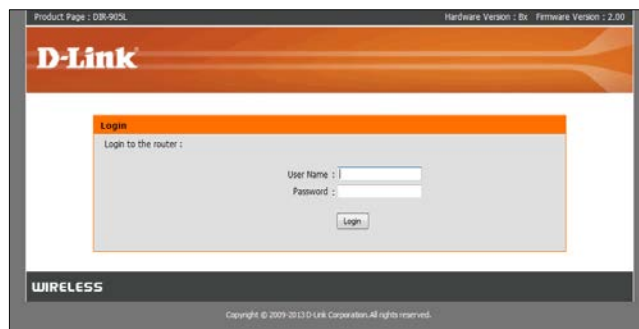 Product Page : DIR-905L Hardware Version : Bx Firmware Version : 2.00
D-Link
Login
Login to the router :
User Name :
Password :
Login
WIRELESS
Copyright © 2009-2013 D-Link Corporation.All rights reserved.